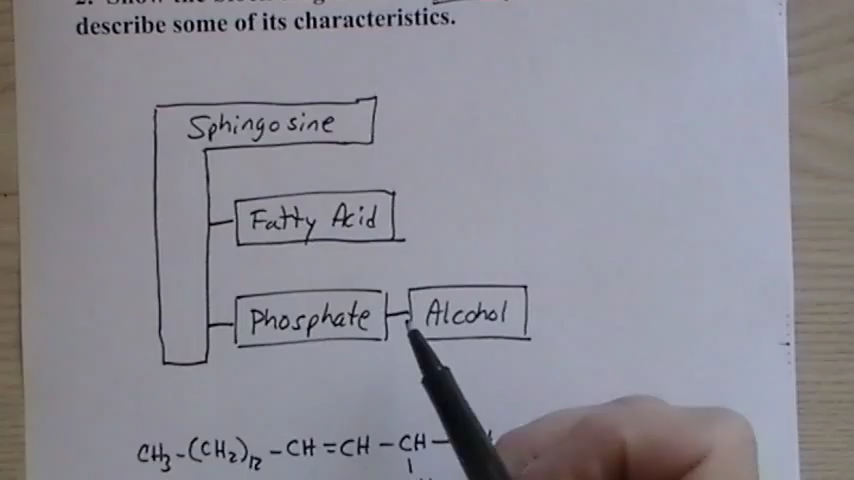 describe some of its characteristics.
Sphingosine
Fatty Acid
Phosphate
Alcohol
CH3-(CH2)12-CH=CH-CH-